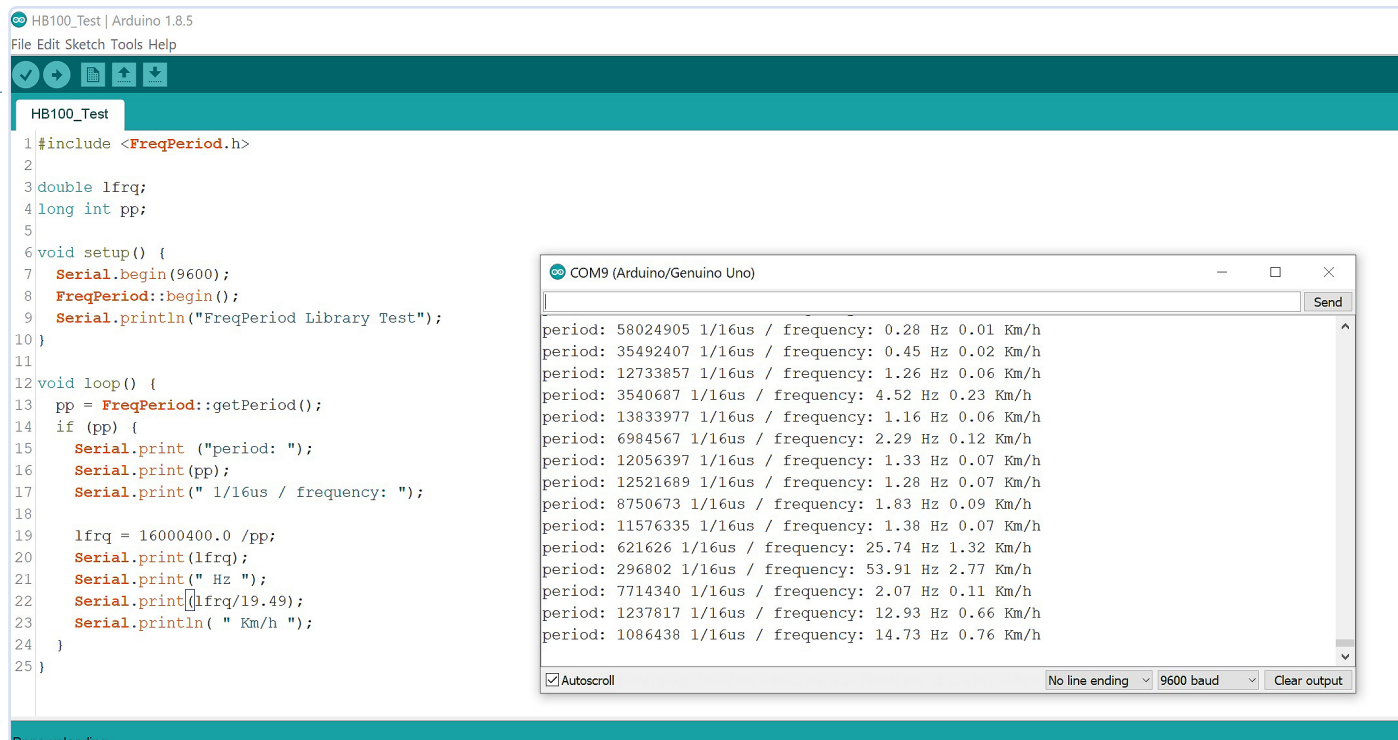 HB100_Test | Arduino 1.8.5
File Edit Sketch Tools Help
HB100_Test
1 #include <FreqPeriod.h>
2
3 double lfrq;
4 long int pp;
5
6 void setup() {
7 Serial.begin(9600);
8 FreqPeriod::begin();
9 Serial.println("FreqPeriod Library Test");
10 }
11
12 void loop() {
13 pp = FreqPeriod::getPeriod();
14 if (pp) {
15 Serial.print ("period: ");
16 Serial.print(pp);
17 Serial.print(" 1/16us / frequency: ");
18
19 lfrq = 16000400.0 /pp;
20 Serial.print(lfrq);
21 Serial.print(" Hz ");
22 Serial.print(lfrq/19.49);
23 Serial.println( " Km/h ");
24 }
25 }
COM9 (Arduino/Genuino Uno)
Send
period: 58024905 1/16us / frequency: 0.28 Hz 0.01 Km/h
period: 35492407 1/16us / frequency: 0.45 Hz 0.02 Km/h
period: 12733857 1/16us / frequency: 1.26 Hz 0.06 Km/h
period: 3540687 1/16us / frequency: 4.52 Hz 0.23 Km/h
period: 13833977 1/16us / frequency: 1.16 Hz 0.06 Km/h
period: 6984567 1/16us / frequency: 2.29 Hz 0.12 Km/h
period: 12056397 1/16us / frequency: 1.33 Hz 0.07 Km/h
period: 12521689 1/16us / frequency: 1.28 Hz 0.07 Km/h
period: 8750673 1/16us / frequency: 1.83 Hz 0.09 Km/h
period: 11576335 1/16us / frequency: 1.38 Hz 0.07 Km/h
period: 621626 1/16us / frequency: 25.74 Hz 1.32 Km/h
period: 296802 1/16us / frequency: 53.91 Hz 2.77 Km/h
period: 7714340 1/16us / frequency: 2.07 Hz 0.11 Km/h
period: 1237817 1/16us / frequency: 12.93 Hz 0.66 Km/h
period: 1086438 1/16us / frequency: 14.73 Hz 0.76 Km/h
Autoscroll
No line ending
9600 baud
Clear output